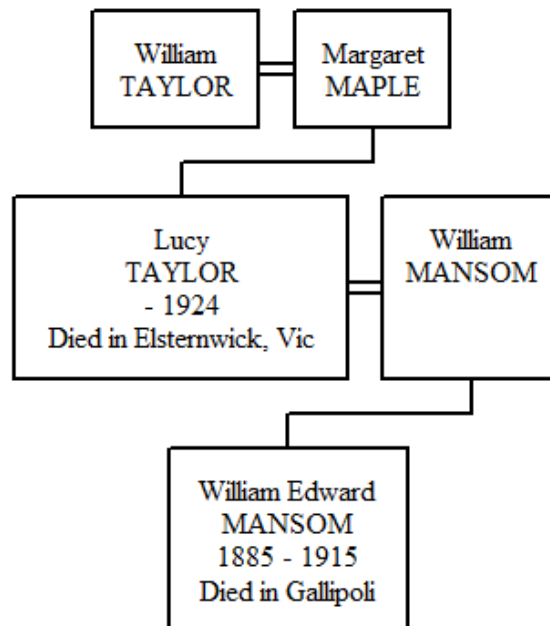 William
TAYLOR
Margaret
MAPLE
Lucy
TAYLOR
- 1924
Died in Elsternwick, Vic
William
MANSOM
William Edward
MANSOM
1885 - 1915
Died in Gallipoli